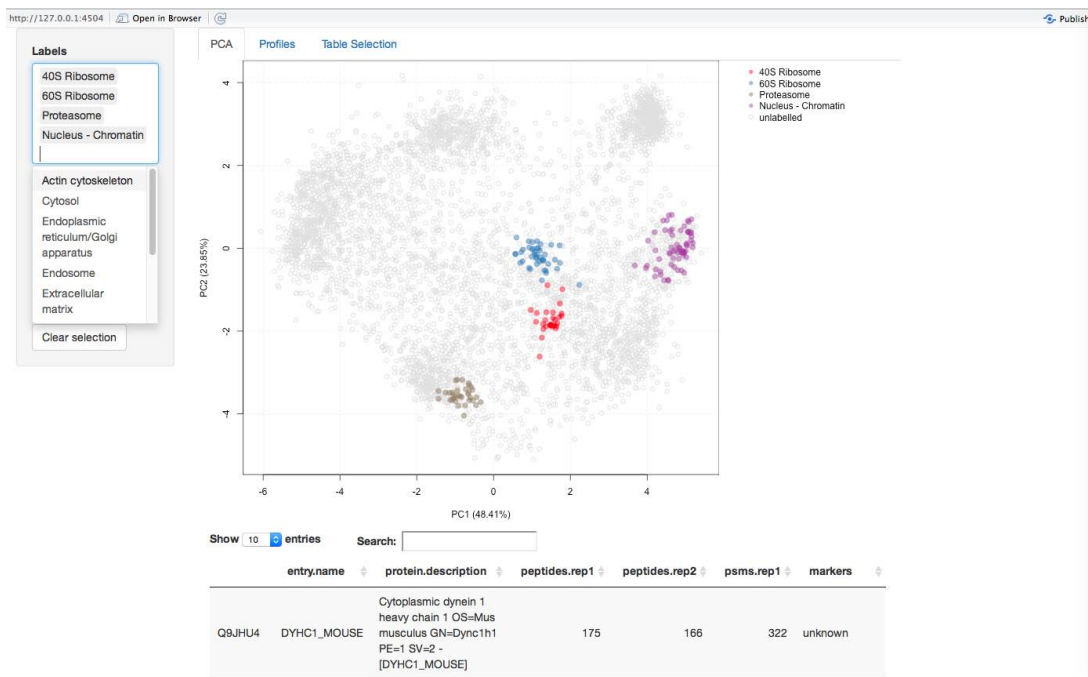 http://127.0.0.1:4504 Open in Browser Publish
Labels
40S Ribosome
60S Ribosome
Proteasome
Nucleus - Chromatin
Actin cytoskeleton
Cytosol
Endoplasmic
reticulum/Golgi
apparatus
Endosome
Extracellular
matrix
Clear selection
PCA Profiles Table Selection
40S Ribosome
60S Ribosome
Proteasome
Nucleus - Chromatin
unlabelled
4
2
0
-2
-4
PC2 (23.85%)
-6 -4 -2 0 2 4
PC1 (48.41%)
Show 10 entries Search:
entry.name protein.description peptides.rep1 peptides.rep2 psms.rep1 markers
Cytoplasmic dynein 1
heavy chain 1 OS=Mus
Q9JHU4 DYHC1_MOUSE musculus GN=Dync1h1 175 166 322 unknown
PE=1 SV=2 -
[DYHC1_MOUSE]